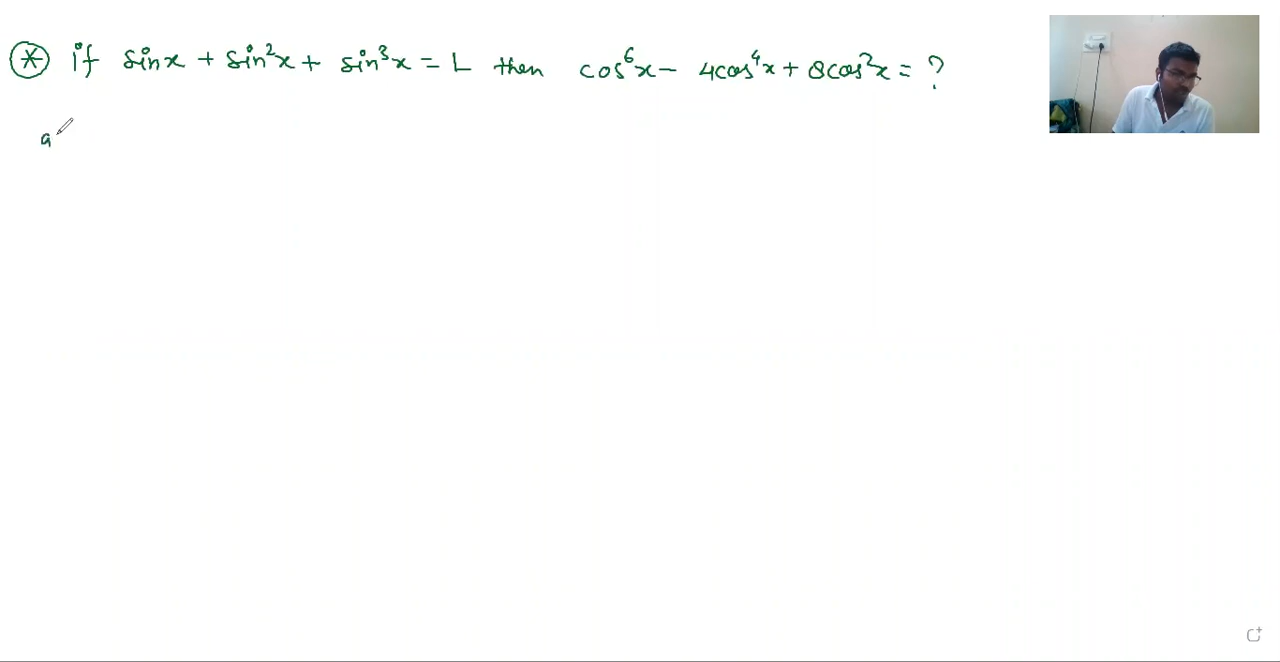 * if sinx + sin²x + sin³x = 1 then cos⁶x - 4cos⁴x + 8cos²x = ?
a